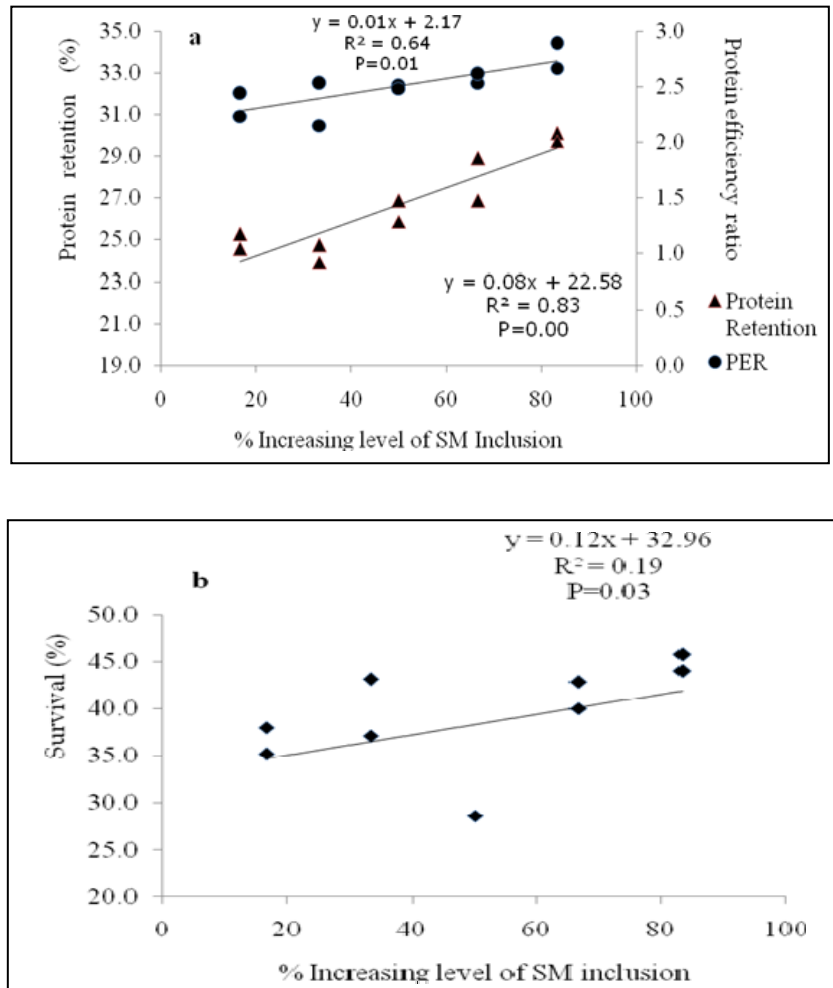 a
y = 0.01x + 2.17
R² = 0.64
P=0.01
35.0
33.0
31.0
29.0
27.0
25.0
23.0
21.0
19.0
Protein retention (%)
3.0
2.5
2.0
1.5
1.0
0.5
0.0
Protein efficiency ratio
y = 0.08x + 22.58
R² = 0.83
P=0.00
Protein Retention
PER
0 20 40 60 80 100
% Increasing level of SM Inclusion
y = 0.12x + 32.96
R² = 0.19
P=0.03
b
50.0
45.0
40.0
35.0
30.0
25.0
20.0
Survival (%)
0 20 40 60 80 100
% Increasing level of SM inclusion